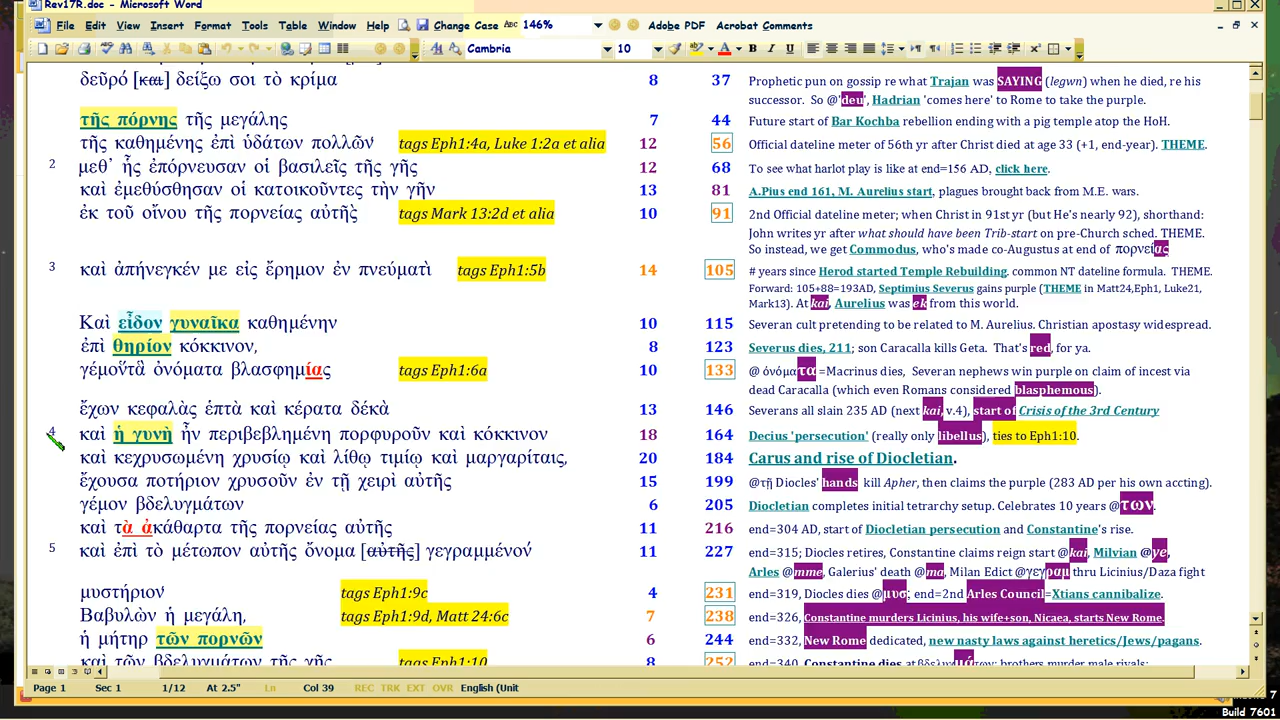 Rev17R.doc - Microsoft Word
File Edit View Insert Format Tools Table Window Help Change Case 146% Adobe PDF Acrobat Comments
Cambria 10
δεῦρό [και] δείξω σοι τὸ κρίμα 8 37 Prophetic pun on gossip re what Trajan was SAYING (legwn) when he died, re his
successor. So @'deu', Hadrian 'comes here' to Rome to take the purple.
τῆς πόρνης τῆς μεγάλης 7 44 Future start of Bar Kochba rebellion ending with a pig temple atop the HoH.
τῆς καθημένης ἐπὶ ὑδάτων πολλῶν tags Eph1:4a, Luke 1:2a et alia 12 56 Official dateline meter of 56th yr after Christ died at age 33 (+1, end-year). THEME.
2 μεθ᾽ ἧς ἐπόρνευσαν οἱ βασιλεῖς τῆς γῆς 12 68 To see what harlot play is like at end=156 AD, click here.
καὶ ἐμεθύσθησαν οἱ κατοικοῦντες τὴν γῆν 13 81 A.Pius end 161, M. Aurelius start, plagues brought back from M.E. wars.
ἐκ τοῦ οἴνου τῆς πορνείας αὐτῆς tags Mark 13:2d et alia 10 91 2nd Official dateline meter; when Christ in 91st yr (but He's nearly 92), shorthand:
John writes yr after what should have been Trib-start on pre-Church sched. THEME.
So instead, we get Commodus, who's made co-Augustus at end of πορνείας
3 καὶ ἀπήνεγκέν με εἰς ἔρημον ἐν πνεύματὶ tags Eph1:5b 14 105 # years since Herod started Temple Rebuilding. common NT dateline formula. THEME.
Forward: 105+88=193AD, Septimius Severus gains purple (THEME in Matt24,Eph1, Luke21,
Mark13). At kai, Aurelius was ek from this world.
Καὶ εἶδον γυναῖκα καθημένην 10 115 Severan cult pretending to be related to M. Aurelius. Christian apostasy widespread.
ἐπὶ θηρίον κόκκινον, 8 123 Severus dies, 211; son Caracalla kills Geta. That's red, for ya.
γέμοντα ὀνόματα βλασφημίας tags Eph1:6a 10 133 @ ὀνόματα =Macrinus dies, Severan nephews win purple on claim of incest via
dead Caracalla (which even Romans considered blasphemous).
ἔχων κεφαλὰς ἑπτὰ καὶ κέρατα δέκὰ 13 146 Severans all slain 235 AD (next kai, v.4), start of Crisis of the 3rd Century
4 καὶ ἡ γυνὴ ἦν περιβεβλημένη πορφυροῦν καὶ κόκκινον 18 164 Decius 'persecution' (really only libellus), ties to Eph1:10.
καὶ κεχρυσωμένη χρυσίῳ καὶ λίθῳ τιμίῳ καὶ μαργαρίταις, 20 184 Carus and rise of Diocletian.
ἔχουσα ποτήριον χρυσοῦν ἐν τῇ χειρὶ αὐτῆς 15 199 @τῇ Diocles' hands kill Apher, then claims the purple (283 AD per his own accting).
γέμον βδελυγμάτων 6 205 Diocletian completes initial tetrarchy setup. Celebrates 10 years @των.
καὶ τὰ ἀκάθαρτα τῆς πορνείας αὐτῆς 11 216 end=304 AD, start of Diocletian persecution and Constantine's rise.
5 καὶ ἐπὶ τὸ μέτωπον αὐτῆς ὄνομα [αὐτῆς] γεγραμμένον 11 227 end=315; Diocles retires, Constantine claims reign start @kai, Milvian @ye,
Arles @mme, Galerius' death @ma, Milan Edict @γεγραμ thru Licinius/Daza fight
μυστήριον tags Eph1:9c 4 231 end=319, Diocles dies @μυσ; end=2nd Arles Council=Xtians cannibalize.
Βαβυλὼν ἡ μεγάλη, tags Eph1:9d, Matt 24:6c 7 238 end=326, Constantine murders Licinius, his wife+son, Nicaea, starts New Rome.
ἡ μήτηρ τῶν πορνῶν 6 244 end=332, New Rome dedicated, new nasty laws against heretics/Jews/pagans.
καὶ τῶν βδελυγμάτων τῆς γῆς tags Eph1:10 8 252 end=340, Constantine dies
Page 1 Sec 1 1/12 At 2.5" Ln Col 39 REC TRK EXT OVR English (Unit
7
Build 7601